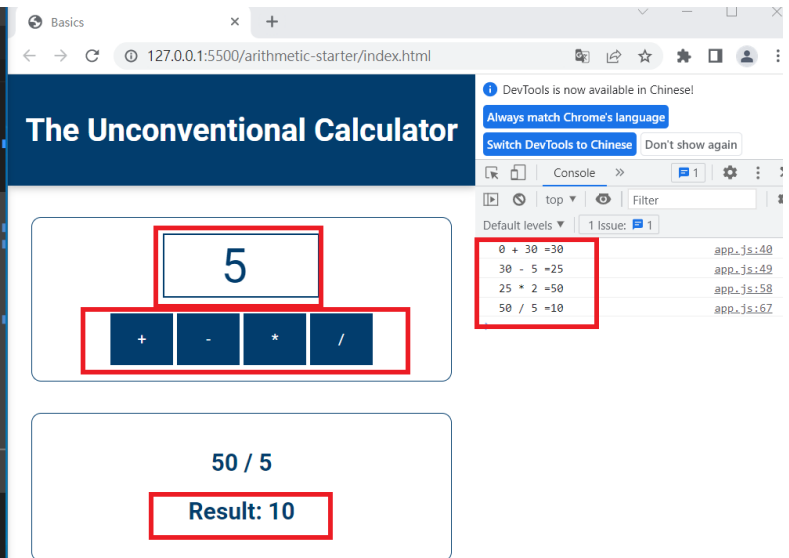 Basics
127.0.0.1:5500/arithmetic-starter/index.html
The Unconventional Calculator
5
+ - * /
50 / 5
Result: 10
DevTools is now available in Chinese!
Always match Chrome's language
Switch DevTools to Chinese Don't show again
Console » 1
top ▼ Filter
Default levels ▼ 1 Issue: 1
0 + 30 =30 app.js:40
30 - 5 =25 app.js:49
25 * 2 =50 app.js:58
50 / 5 =10 app.js:67